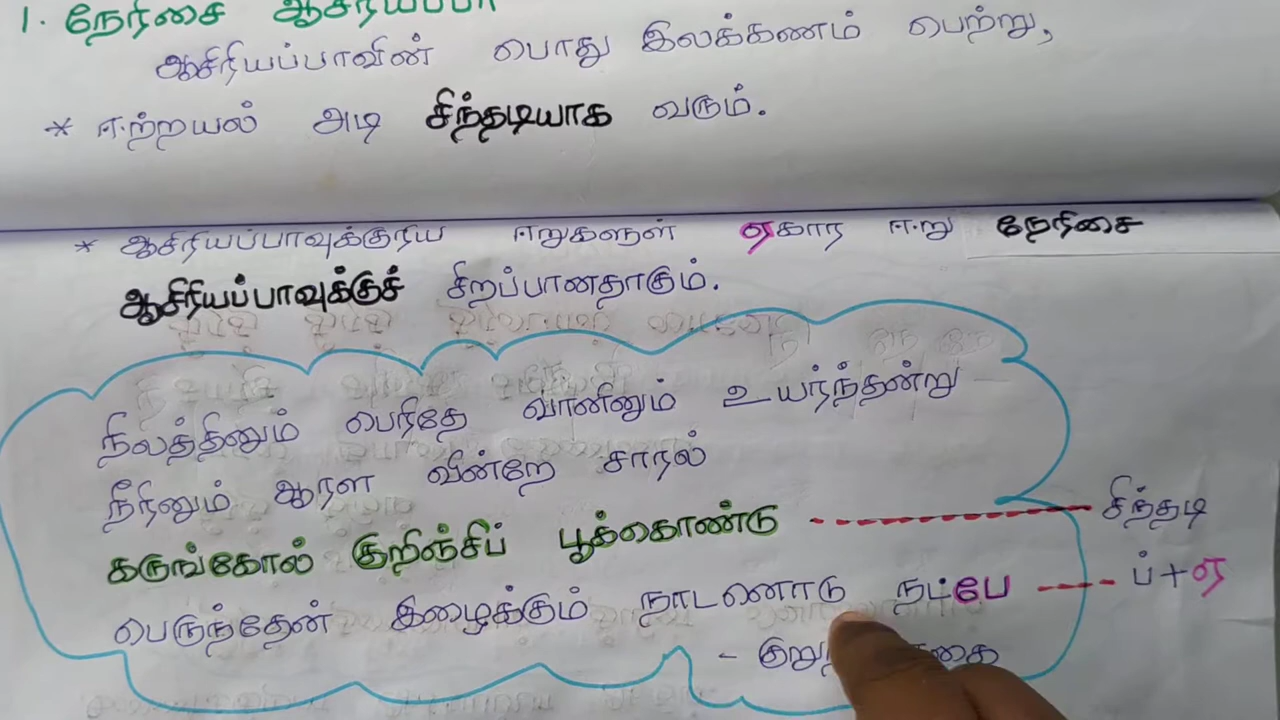 1. நேரிசை ஆசிரியப்பா
ஆசிரியப்பாவின் பொது இலக்கணம் பெற்று,
* ஈற்றயல் அடி சிந்தடியாக வரும்.
* ஆசிரியப்பாவுக்குரிய ஈறுகளுள் ஏகார ஈறு நேரிசை
ஆசிரியப்பாவுக்குச் சிறப்பானதாகும்.
நிலத்தினும் பெரிதே வானினும் உயர்ந்தன்று
நீரினும் ஆரள வின்றே சாரல்
கருங்கோல் குறிஞ்சிப் பூக்கொண்டு ---------- சிந்தடி
பெருந்தேன் இழைக்கும் நாடனொடு நட்பே ---- ப்+ஏ